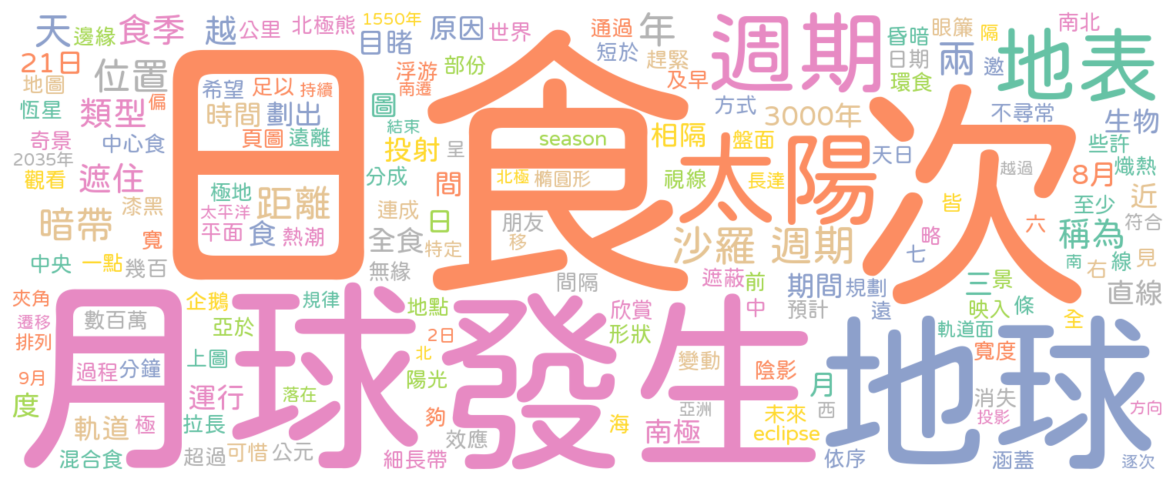 天 邊緣 食季 越 公里 北極熊 1550年 目睹 原因 世界 通過 年 週期 昏暗 眼簾 隔 南北
21日 位置 浮游 部份 短於 趕緊 日期 兩 邀 地表
地圖 偏 希望 足以 持續 南遷 及早 環食
恆星 類型 時間 劃出 圖 方式 3000年 不尋常 生物
奇景 中心食 頁圖 遠離 結束 投射 呈 season 相隔 盤面 天日 些許
2035年 觀看 遮住 日食 太陽 次 越過 8月 熾熱
極地 距離 分成 間 北極 橢圓形 視線 長達 皆 至少 近
暗帶 漆黑 太平洋 平面 食 熱潮 連成 日 朋友 六 稱為 符合
寬 全食 特定 移 沙羅 週期 略 七
中央 一點 幾百 無緣 間隔 遮蔽 前 期間 規劃 三 景 南 右 線 見
夾角 企鵝 規律 地點 欣賞 中 預計 遠 映入 條 直線
遷移 數百萬 亞於 2日 形狀 軌道面 全
排列 月球 發生 地球
9月 過程 分鐘 上圖 北 陽光 變動 陰影 月 寬度
度 運行 落在 夠 亞洲 未來 西 消失 投影 方向
軌道 極 拉長 效應 海 南極 eclipse
混合食 超過 可惜 公元 細長帶 依序 涵蓋 逐次